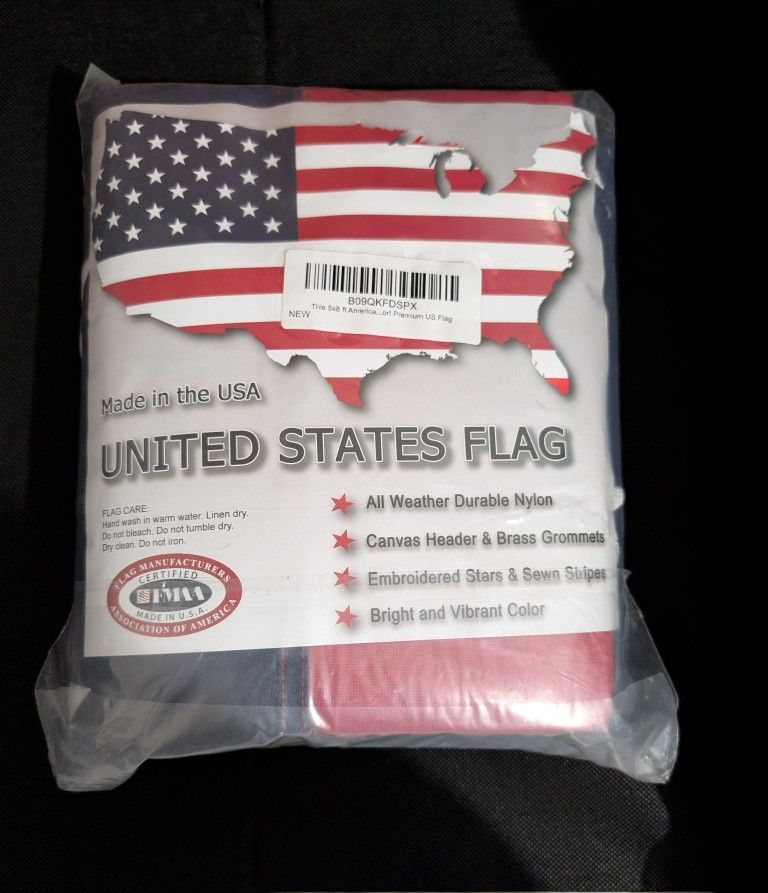 B09QKFDSPX
This 5x8 ft America...or! Premium US Flag
NEW
Made in the USA
UNITED STATES FLAG
FLAG CARE:
Hand wash in warm water. Linen dry.
Do not bleach. Do not tumble dry.
Dry clean. Do not iron.
All Weather Durable Nylon
Canvas Header & Brass Grommets
Embroidered Stars & Sewn Stripes
Bright and Vibrant Color
FLAG MANUFACTURERS
CERTIFIED
FMAA
MADE IN U.S.A.
ASSOCIATION OF AMERICA